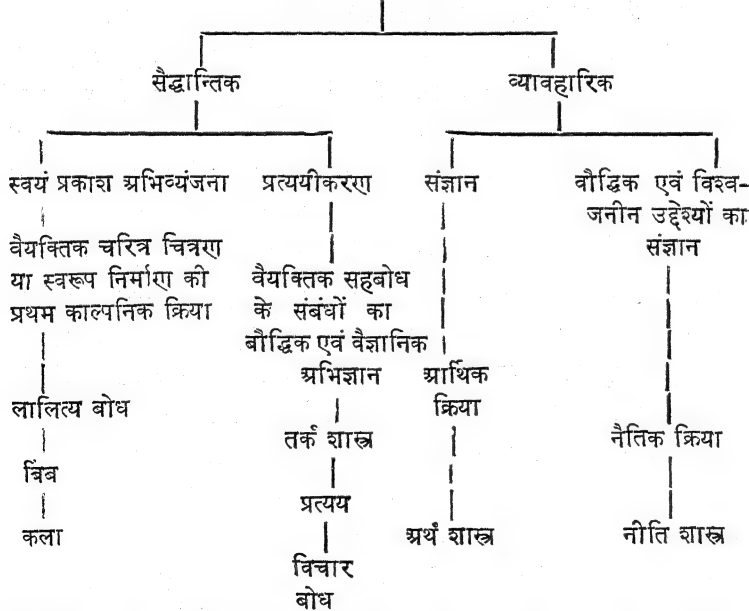 सैद्धान्तिक व्यावहारिक
स्वयं प्रकाश अभिव्यंजना प्रत्ययीकरण संज्ञान वौद्धिक एवं विश्व-
जनीन उद्देश्यों का
संज्ञान
वैयक्तिक चरित्र चित्रण
या स्वरूप निर्माण की
प्रथम काल्पनिक क्रिया
वैयक्तिक सहबोध
के संबंधों का
बौद्धिक एवं वैज्ञानिक
अभिज्ञान
आर्थिक
क्रिया
लालित्य बोध
तर्क शास्त्र
नैतिक क्रिया
बिंब
प्रत्यय
कला
अर्थ शास्त्र
नीति शास्त्र
विचार
बोध